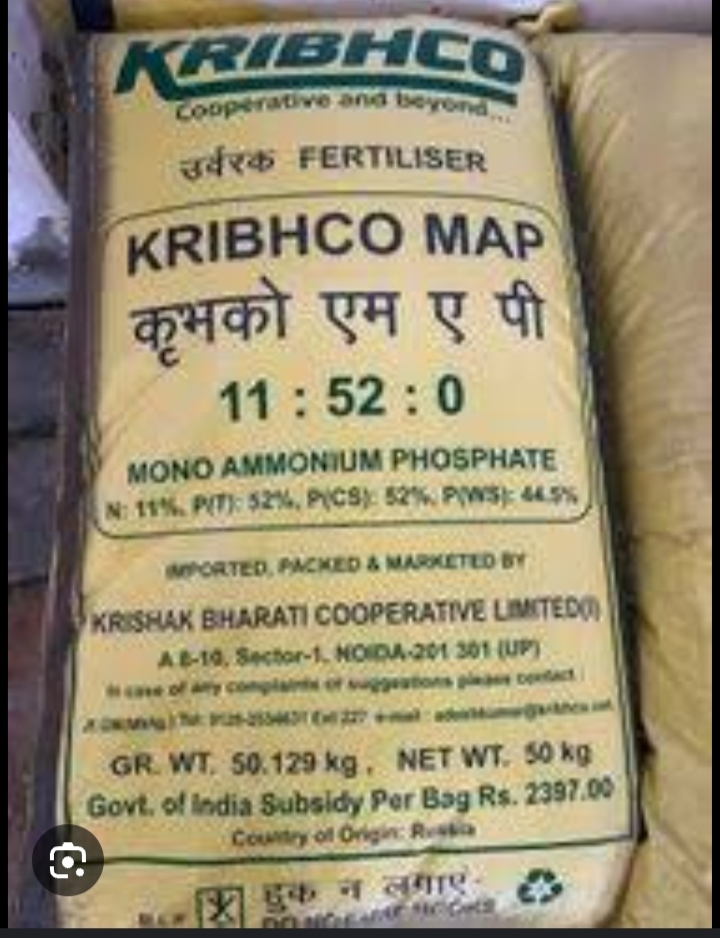 KRIBHCO
Cooperative and beyond...
उर्वरक FERTILISER
KRIBHCO MAP
कृभको एम ए पी
11 : 52 : 0
MONO AMMONIUM PHOSPHATE
N: 11%, P(T): 52%, P(CS): 52%, P(WS): 44.5%
IMPORTED, PACKED & MARKETED BY
KRISHAK BHARATI COOPERATIVE LIMITED(I)
A 8-10, Sector-1, NOIDA-201 301 (UP)
In case of any complaints or suggestions please contact :
GR. WT. 50.129 kg , NET WT. 50 kg
Govt. of India Subsidy Per Bag Rs. 2397.00
Country of Origin: Russia
हुक न लगाएं